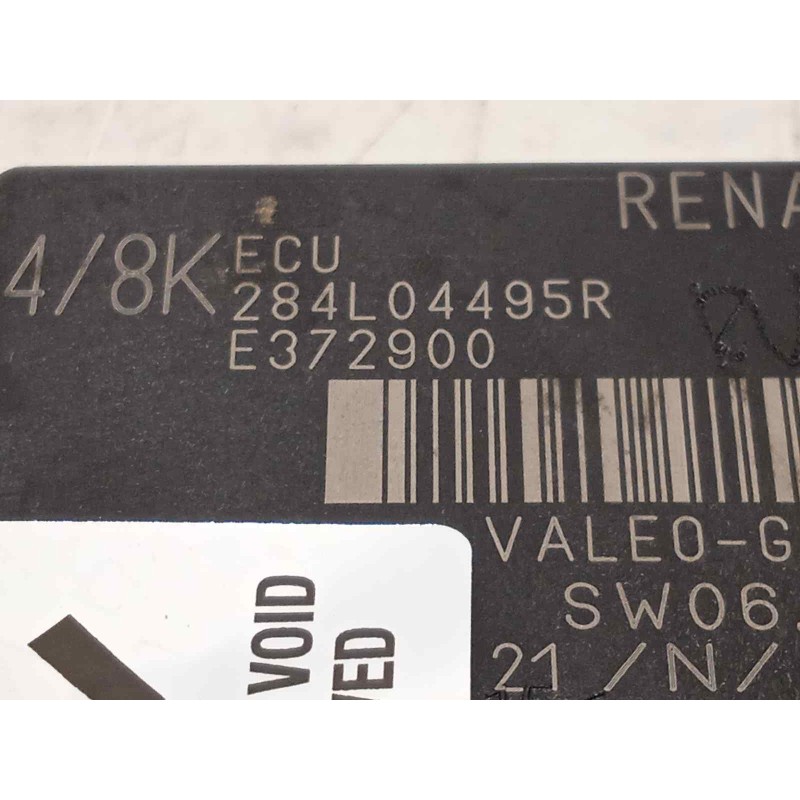 RENA
4/8K ECU
284L04495R
E372900
VALEO-G
SW06.
21/N/
VOID
VED